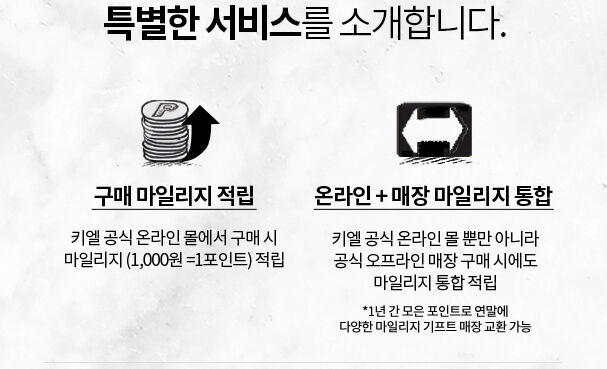 특별한 서비스를 소개합니다.
P
구매 마일리지 적립
키엘 공식 온라인 몰에서 구매 시
마일리지 (1,000원 =1포인트) 적립
온라인 + 매장 마일리지 통합
키엘 공식 온라인 몰 뿐만 아니라
공식 오프라인 매장 구매 시에도
마일리지 통합 적립
*1년 간 모은 포인트로 연말에
다양한 마일리지 기프트 매장 교환 가능